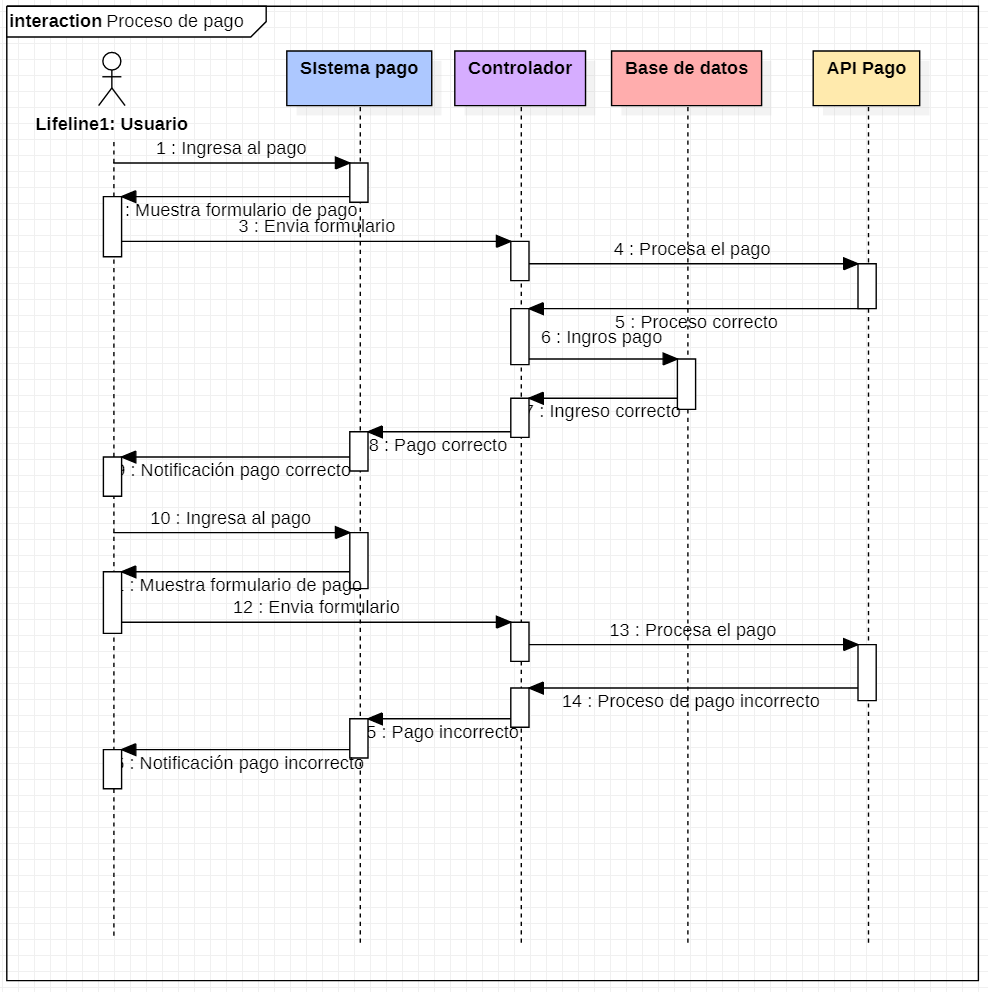 interaction Proceso de pago
SIstema pago
Controlador
Base de datos
API Pago
Lifeline1: Usuario
1 : Ingresa al pago
: Muestra formulario de pago
3 : Envia formulario
4 : Procesa el pago
5 : Proceso correcto
6 : Ingros pago
7 : Ingreso correcto
8 : Pago correcto
9 : Notificación pago correcto
10 : Ingresa al pago
: Muestra formulario de pago
12 : Envia formulario
13 : Procesa el pago
14 : Proceso de pago incorrecto
5 : Pago incorrecto
: Notificación pago incorrecto